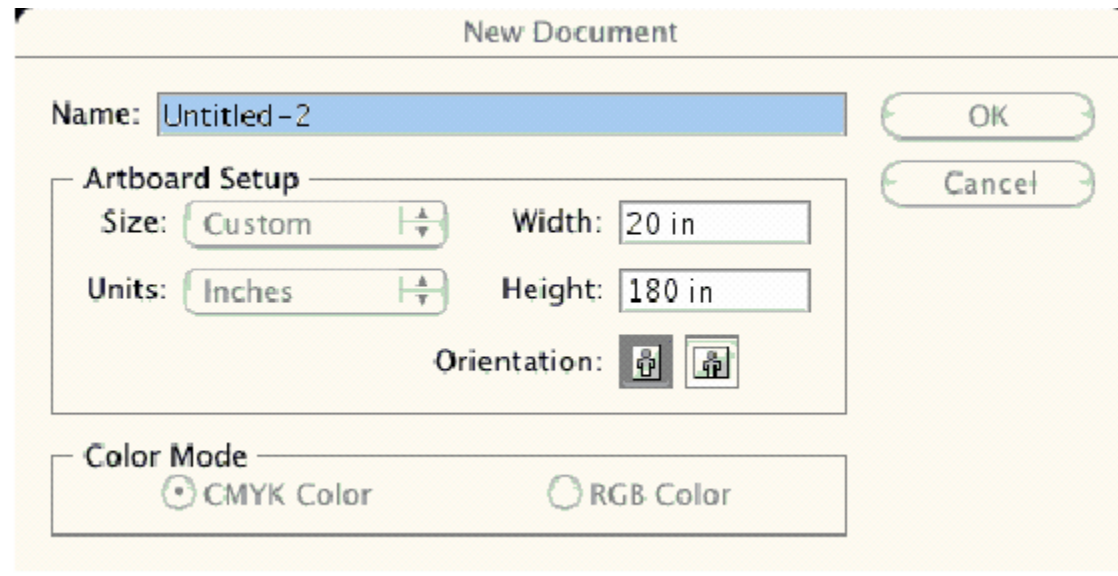 New Document
Name: Untitled-2 OK
Artboard Setup Cancel
Size: Custom Width: 20 in
Units: Inches Height: 180 in
Orientation:
Color Mode
CMYK Color RGB Color